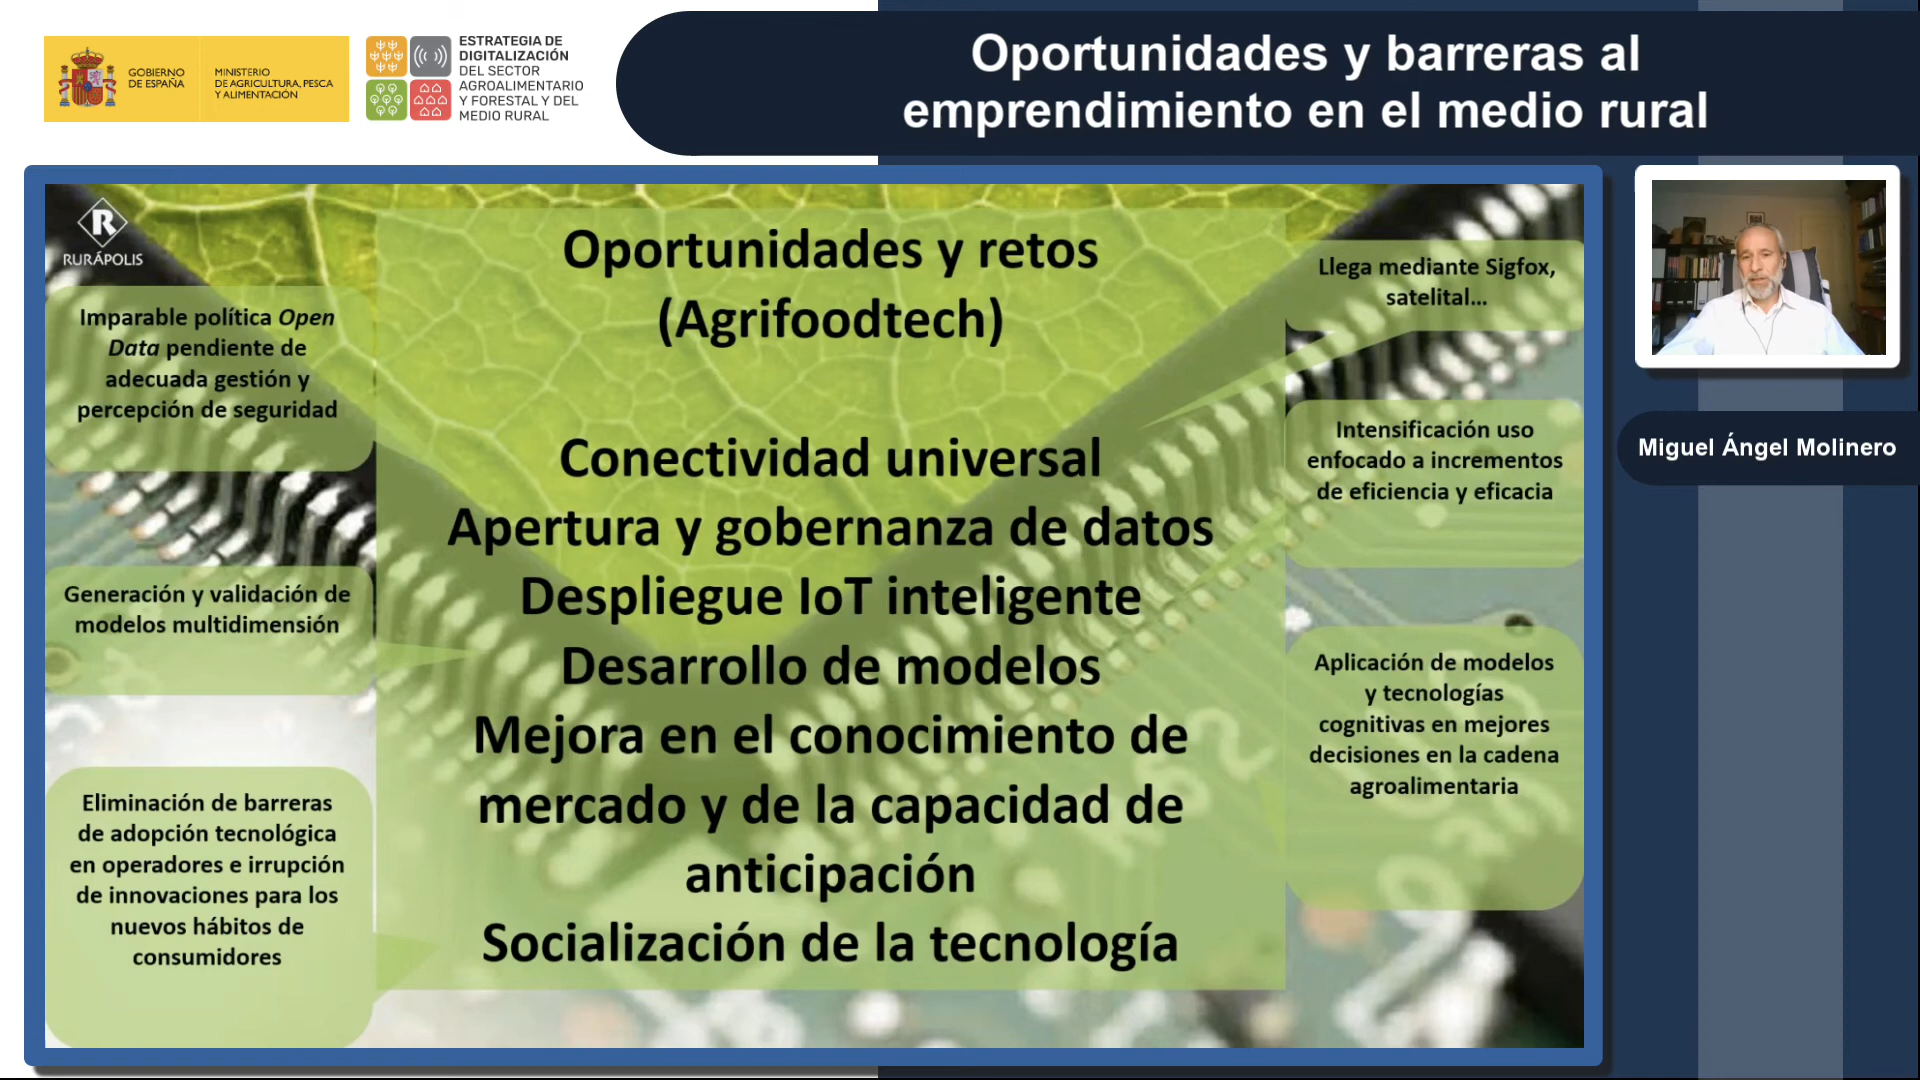 GOBIERNO
DE ESPAÑA
MINISTERIO
DE AGRICULTURA, PESCA
Y ALIMENTACIÓN
ESTRATEGIA DE
DIGITALIZACIÓN
DEL SECTOR
AGROALIMENTARIO
Y FORESTAL Y DEL
MEDIO RURAL
Oportunidades y barreras al
emprendimiento en el medio rural
R
RURÁPOLIS
Oportunidades y retos
(Agrifoodtech)
Conectividad universal
Apertura y gobernanza de datos
Despliegue IoT inteligente
Desarrollo de modelos
Mejora en el conocimiento de
mercado y de la capacidad de
anticipación
Socialización de la tecnología
Imparable política Open
Data pendiente de
adecuada gestión y
percepción de seguridad
Generación y validación de
modelos multidimensión
Eliminación de barreras
de adopción tecnológica
en operadores e irrupción
de innovaciones para los
nuevos hábitos de
consumidores
Llega mediante Sigfox,
satelital...
Intensificación uso
enfocado a incrementos
de eficiencia y eficacia
Aplicación de modelos
y tecnologías
cognitivas en mejores
decisiones en la cadena
agroalimentaria
Miguel Ángel Molinero